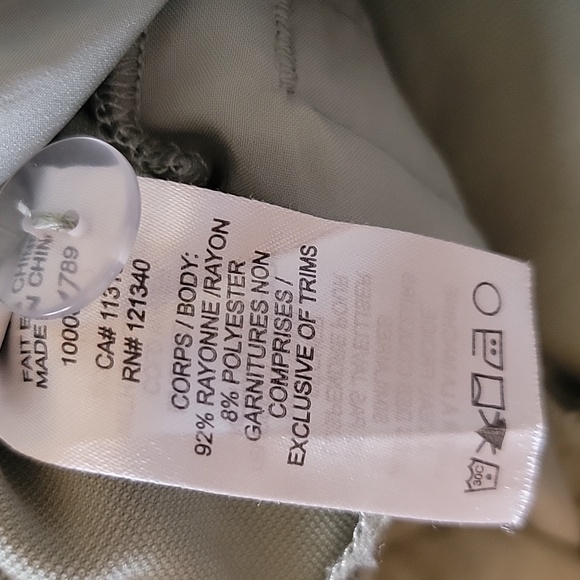 FAIT E
MADE N CHIN
1000 789
CA# 113
RN# 121340
CORPS / BODY:
92% RAYONNE /RAYON
8% POLYESTER
GARNITURES NON
COMPRISES /
EXCLUSIVE OF TRIMS
30C